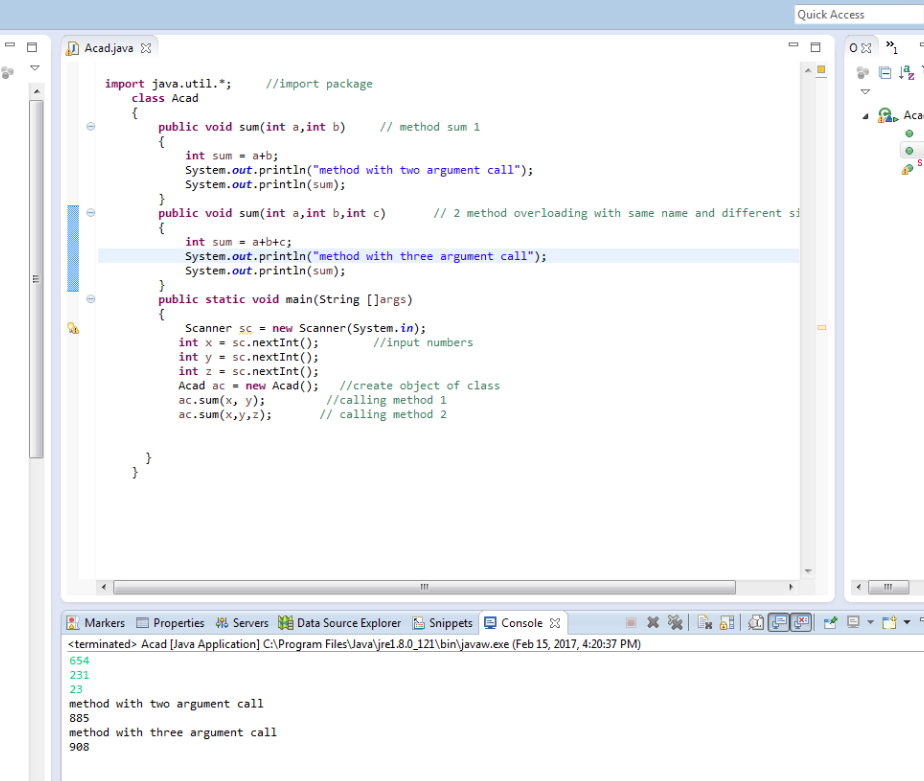 Quick Access
Acad.java
import java.util.*;     //import package
class Acad
{
public void sum(int a,int b)     // method sum 1
{
int sum = a+b;
System.out.println("method with two argument call");
System.out.println(sum);
}
public void sum(int a,int b,int c)       // 2 method overloading with same name and different si
{
int sum = a+b+c;
System.out.println("method with three argument call");
System.out.println(sum);
}
public static void main(String []args)
{
Scanner sc = new Scanner(System.in);
int x = sc.nextInt();        //input numbers
int y = sc.nextInt();
int z = sc.nextInt();
Acad ac = new Acad();   //create object of class
ac.sum(x, y);         //calling method 1
ac.sum(x,y,z);       // calling method 2
}
}
O
»1
Aca
S
Markers Properties Servers Data Source Explorer Snippets Console
<terminated> Acad [Java Application] C:\Program Files\Java\jre1.8.0_121\bin\javaw.exe (Feb 15, 2017, 4:20:37 PM)
654
231
23
method with two argument call
885
method with three argument call
908